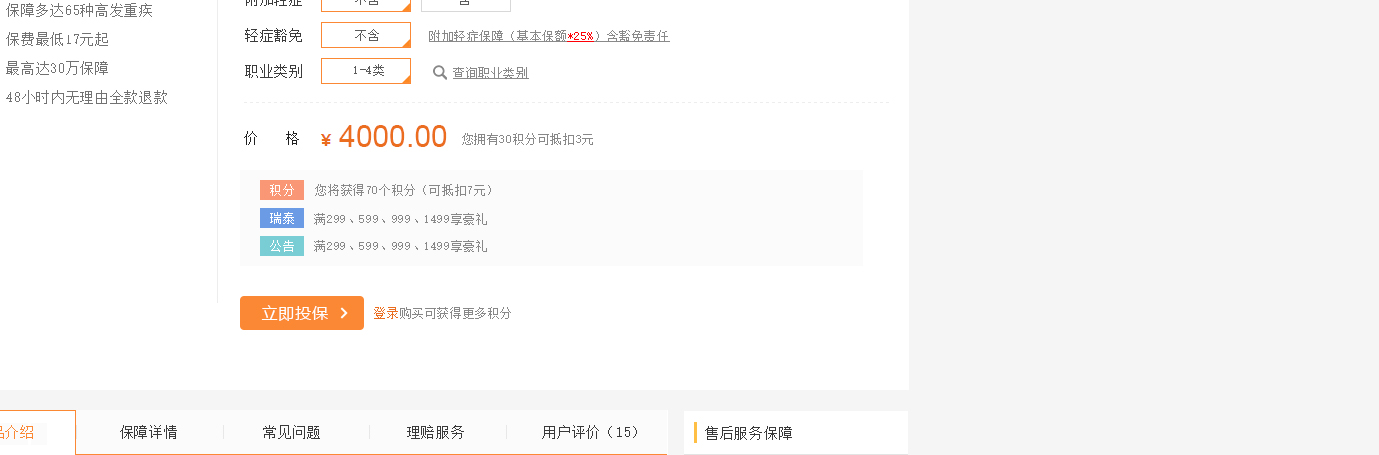 保障多达65种高发重疾
保费最低17元起
最高达30万保障
48小时内无理由全款退款
附加轻症 不含 含
轻症豁免 不含 附加轻症保障（基本保额*25%）含豁免责任
职业类别 1-4类 查询职业类别
价 格 ¥ 4000.00 您拥有30积分可抵扣3元
积分 您将获得70个积分（可抵扣7元）
瑞泰 满299、599、999、1499享豪礼
公告 满299、599、999、1499享豪礼
立即投保 登录购买可获得更多积分
品介绍 保障详情 常见问题 理赔服务 用户评价（15） 售后服务保障